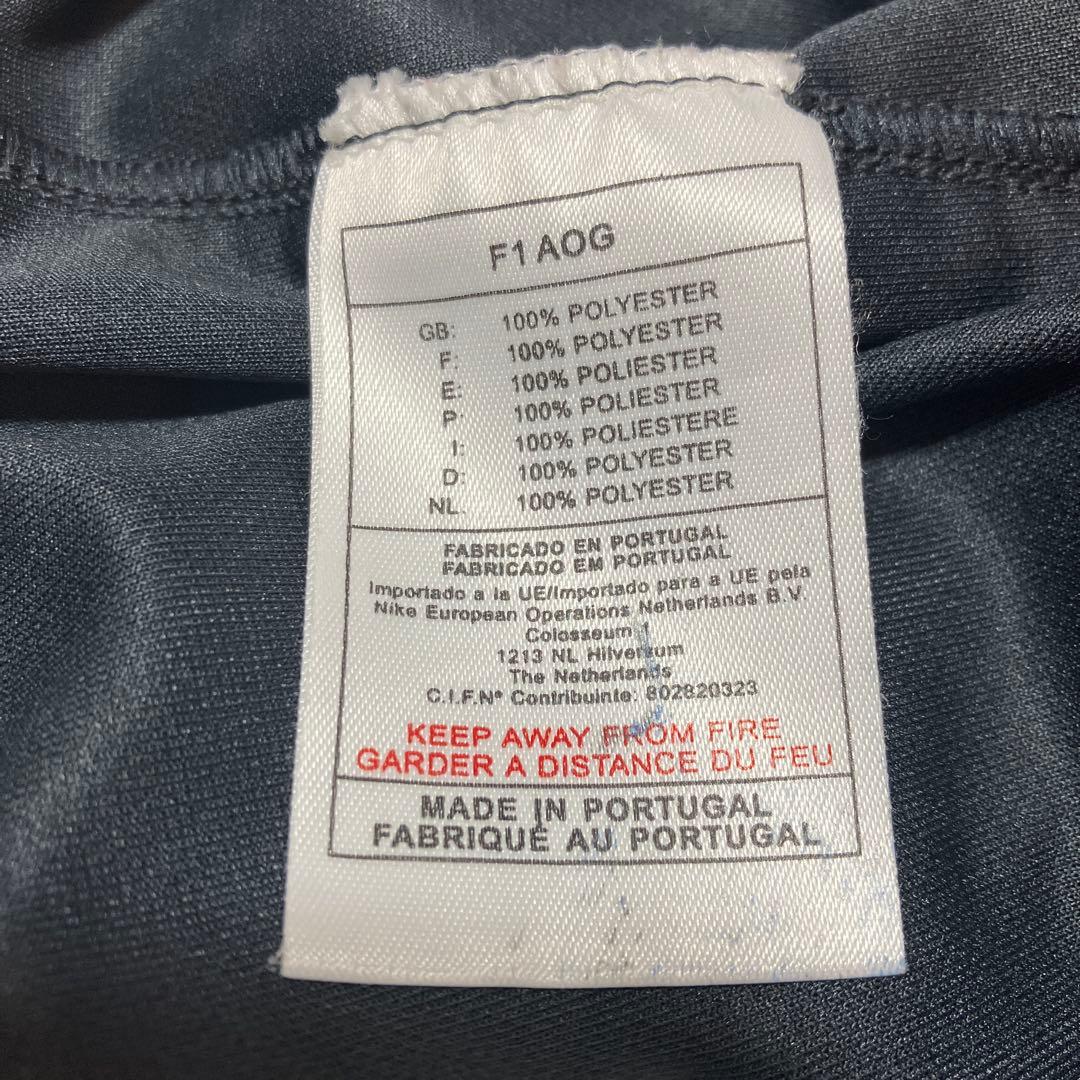 F1 AOG
GB: 100% POLYESTER
F: 100% POLYESTER
E: 100% POLIESTER
P: 100% POLIESTER
I: 100% POLIESTERE
D: 100% POLYESTER
NL: 100% POLYESTER
FABRICADO EN PORTUGAL
FABRICADO EM PORTUGAL
Importado a la UE/Importado para a UE pela
Nike European Operations Netherlands B.V
Colosseum 1
1213 NL Hilversum
The Netherlands
C.I.F.Nº Contribuinte: 802820323
KEEP AWAY FROM FIRE
GARDER A DISTANCE DU FEU
MADE IN PORTUGAL
FABRIQUÉ AU PORTUGAL